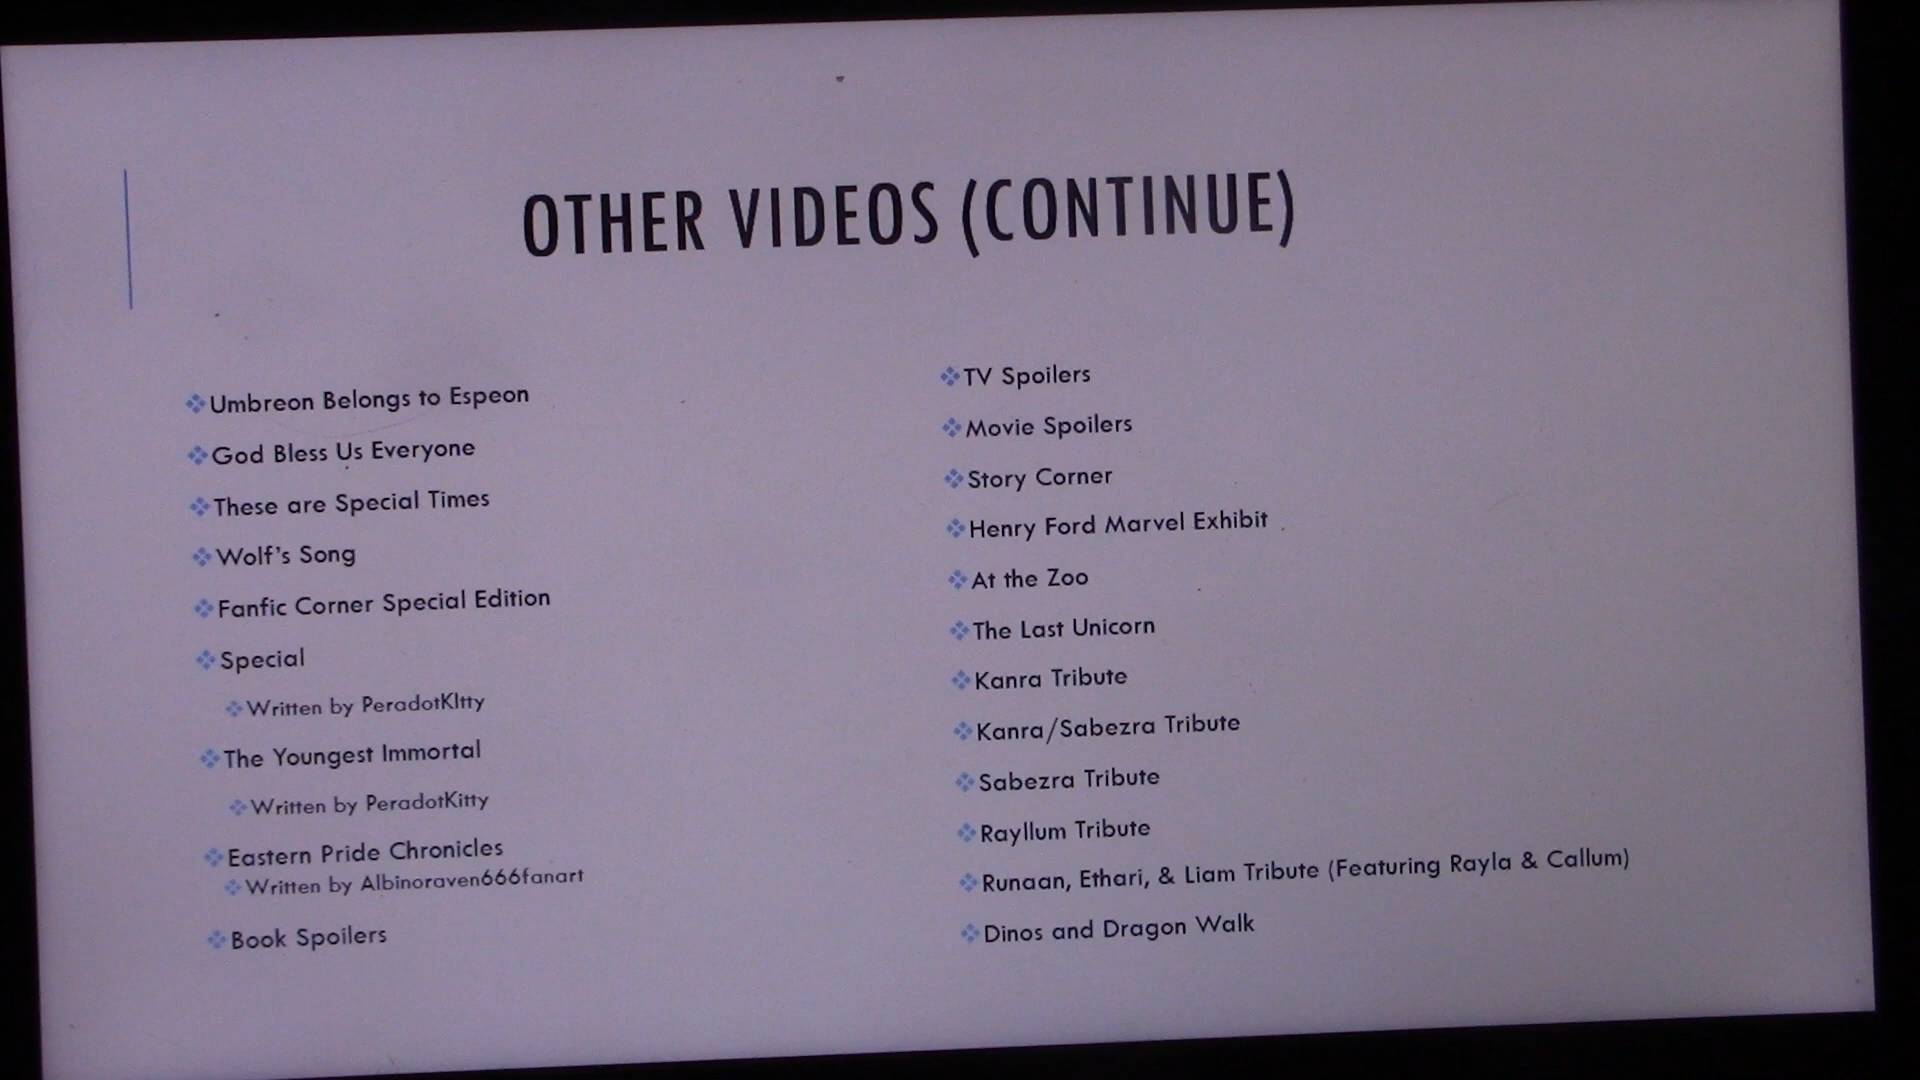 OTHER VIDEOS (CONTINUE)
Umbreon Belongs to Espeon
God Bless Us Everyone
These are Special Times
Wolf's Song
Fanfic Corner Special Edition
Special
Written by PeradotKItty
The Youngest Immortal
Written by PeradotKitty
Eastern Pride Chronicles
Written by Albinoraven666fanart
Book Spoilers
TV Spoilers
Movie Spoilers
Story Corner
Henry Ford Marvel Exhibit
At the Zoo
The Last Unicorn
Kanra Tribute
Kanra/Sabezra Tribute
Sabezra Tribute
Rayllum Tribute
Runaan, Ethari, & Liam Tribute (Featuring Rayla & Callum)
Dinos and Dragon Walk